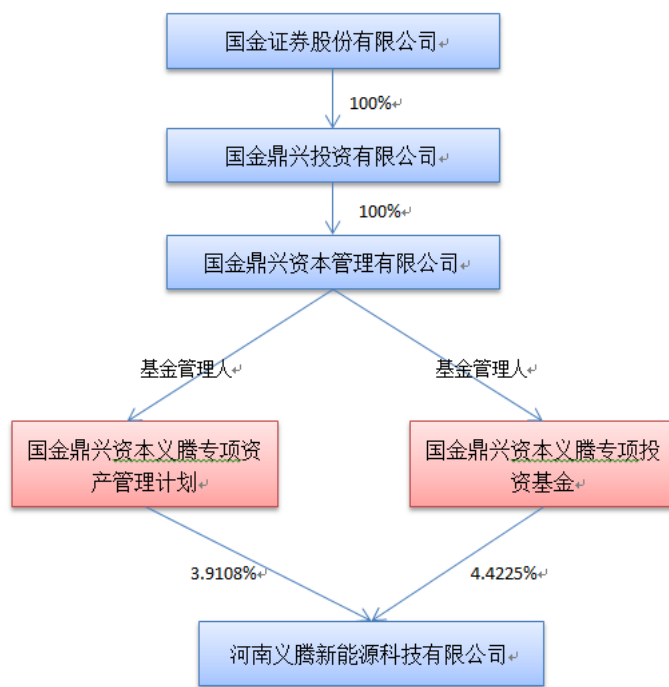 国金证券股份有限公司
100%
国金鼎兴投资有限公司
100%
国金鼎兴资本管理有限公司
基金管理人
基金管理人
国金鼎兴资本义腾专项资
产管理计划
国金鼎兴资本义腾专项投
资基金
3.9108%
4.4225%
河南义腾新能源科技有限公司